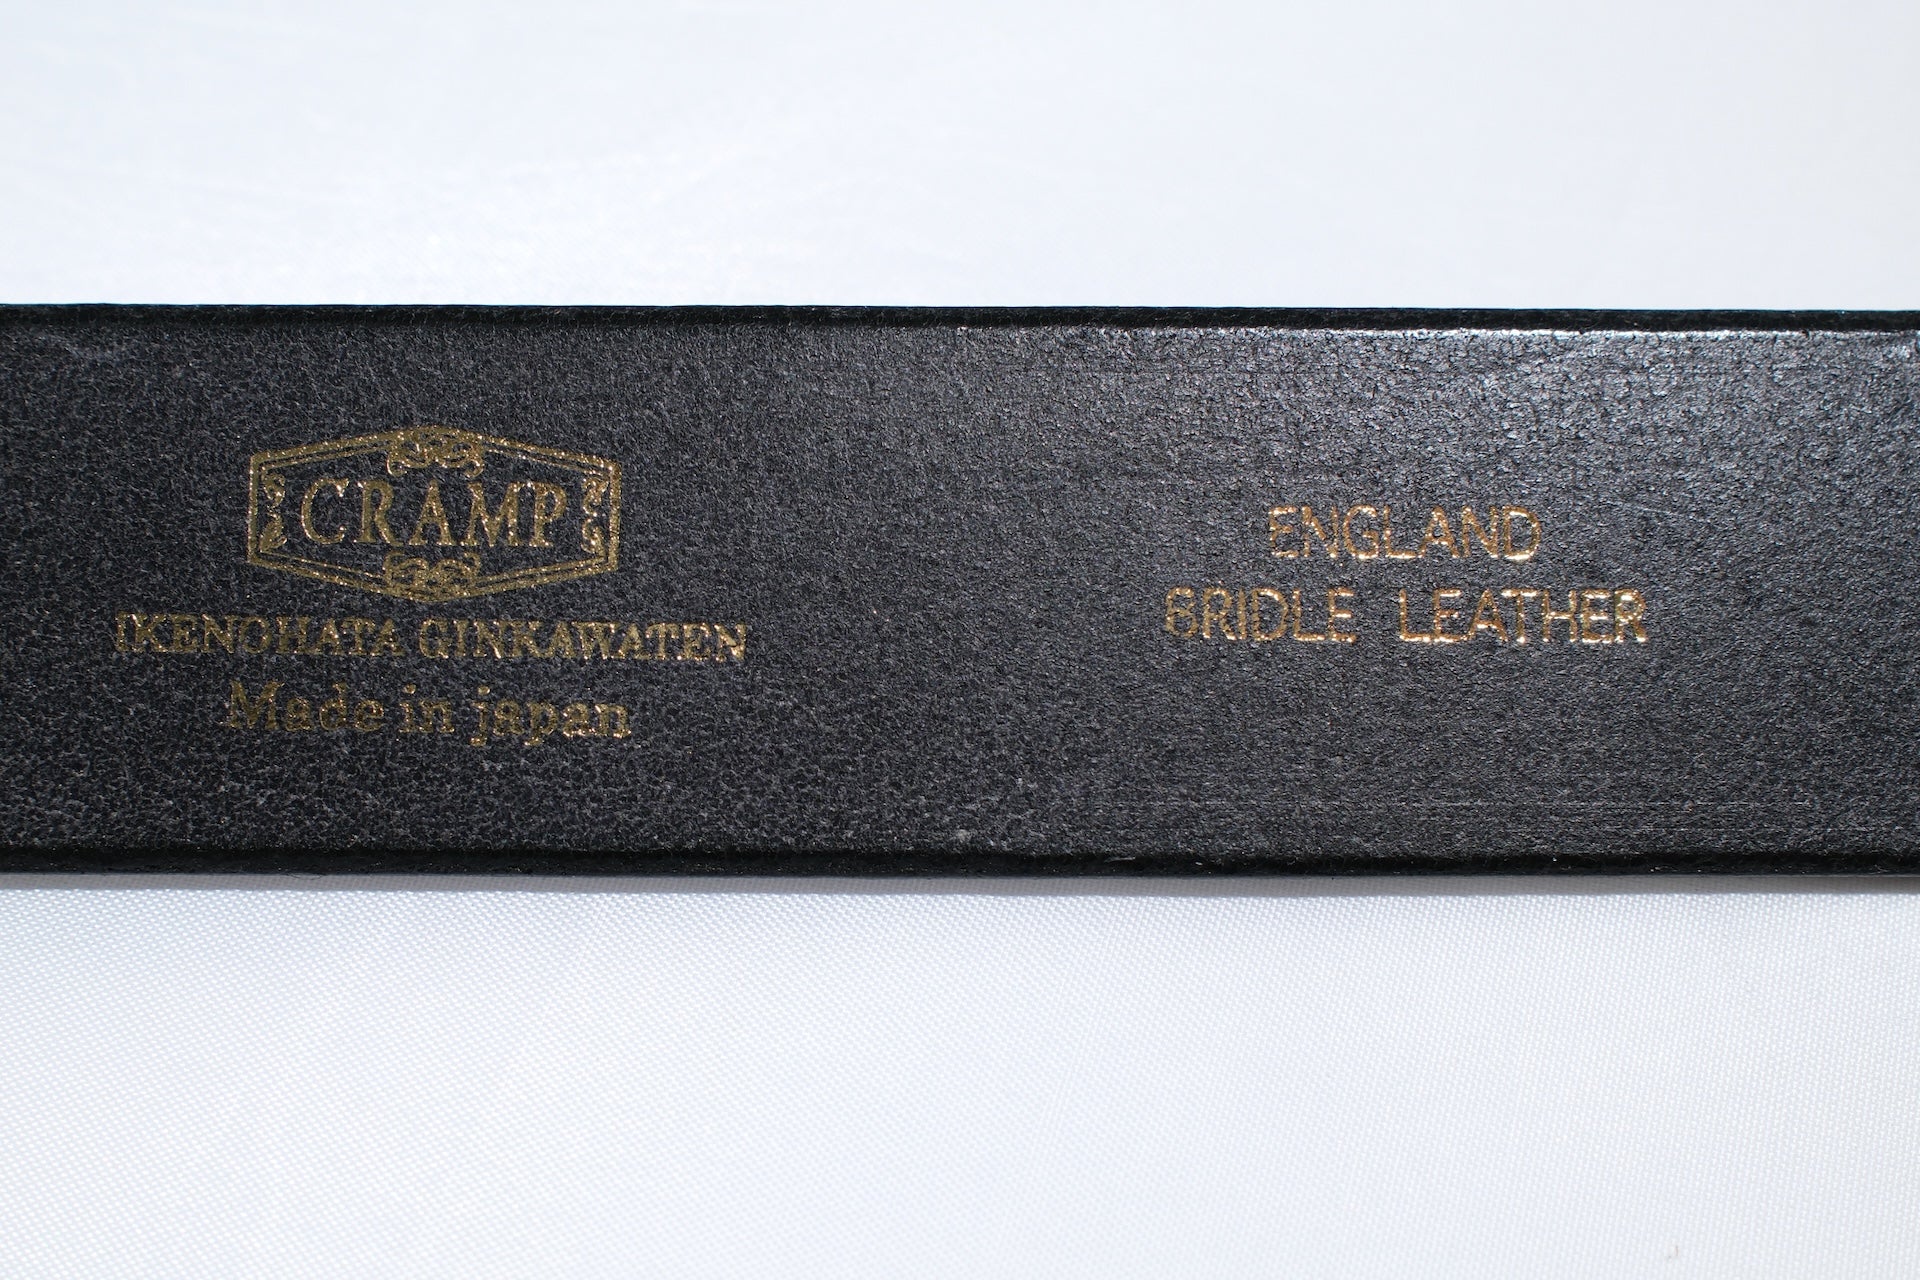 CRAMP
IKENOHATA GINKAWATEN
Made in japan
ENGLAND
BRIDLE LEATHER